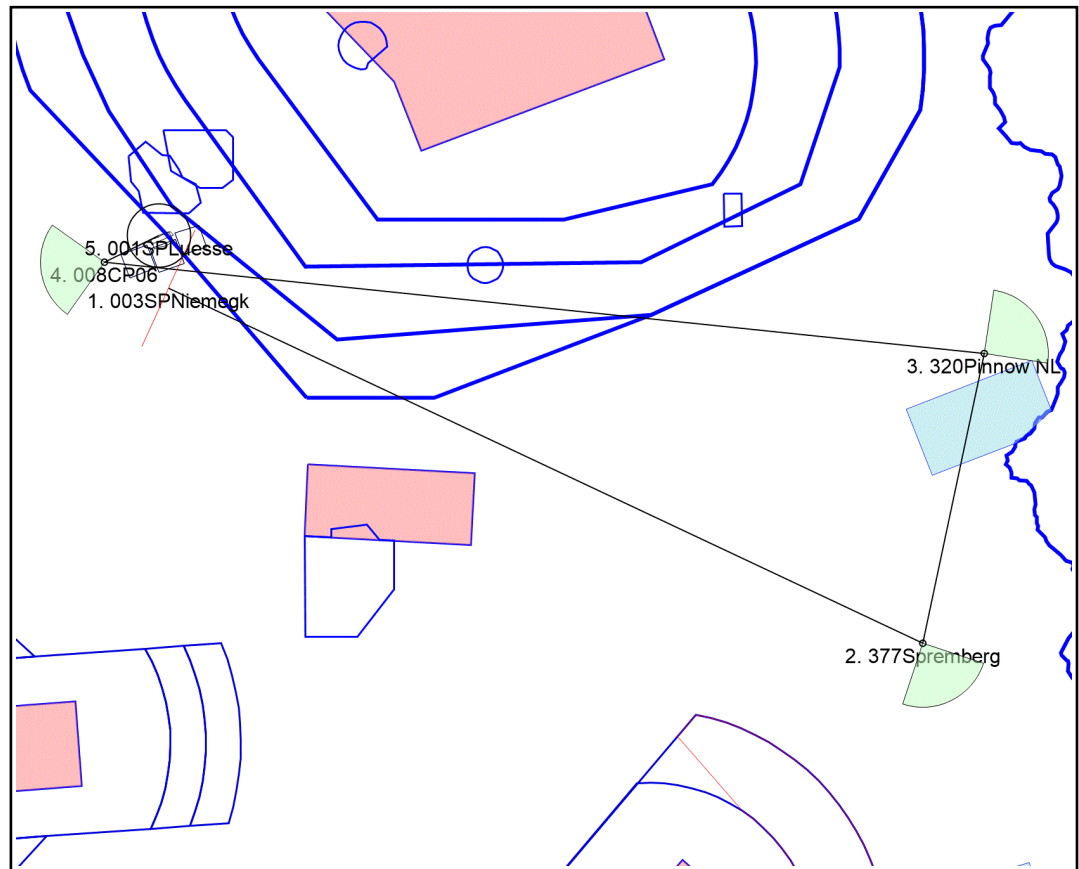 5. 001SPLuesse
4. 008CP06
1. 003SPNiemegk
3. 320Pinnow NL
2. 377Spremberg